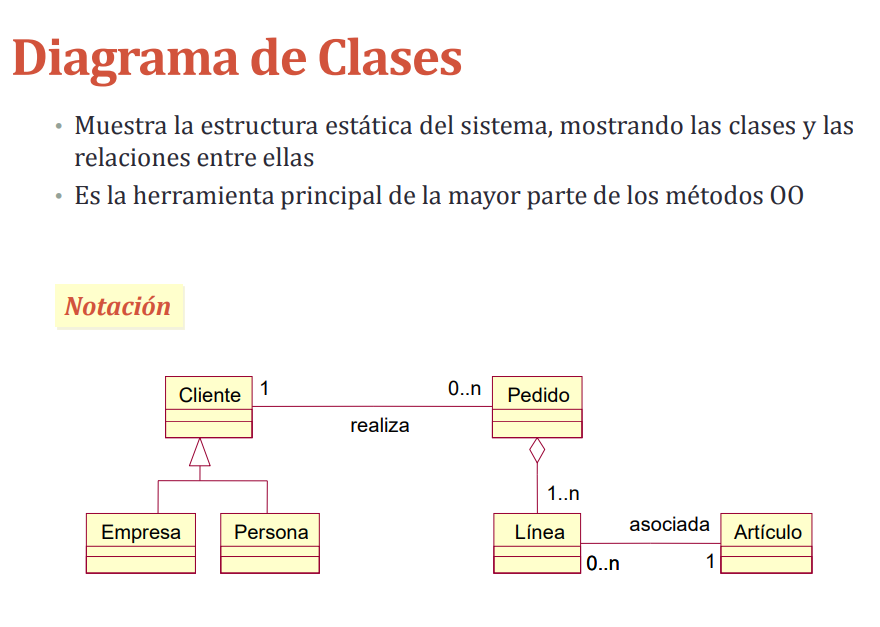 Diagrama de Clases
• Muestra la estructura estática del sistema, mostrando las clases y las
relaciones entre ellas
• Es la herramienta principal de la mayor parte de los métodos OO
Notación
Cliente 1 0..n Pedido
realiza
1..n
Empresa Persona Línea asociada Artículo
0..n 1